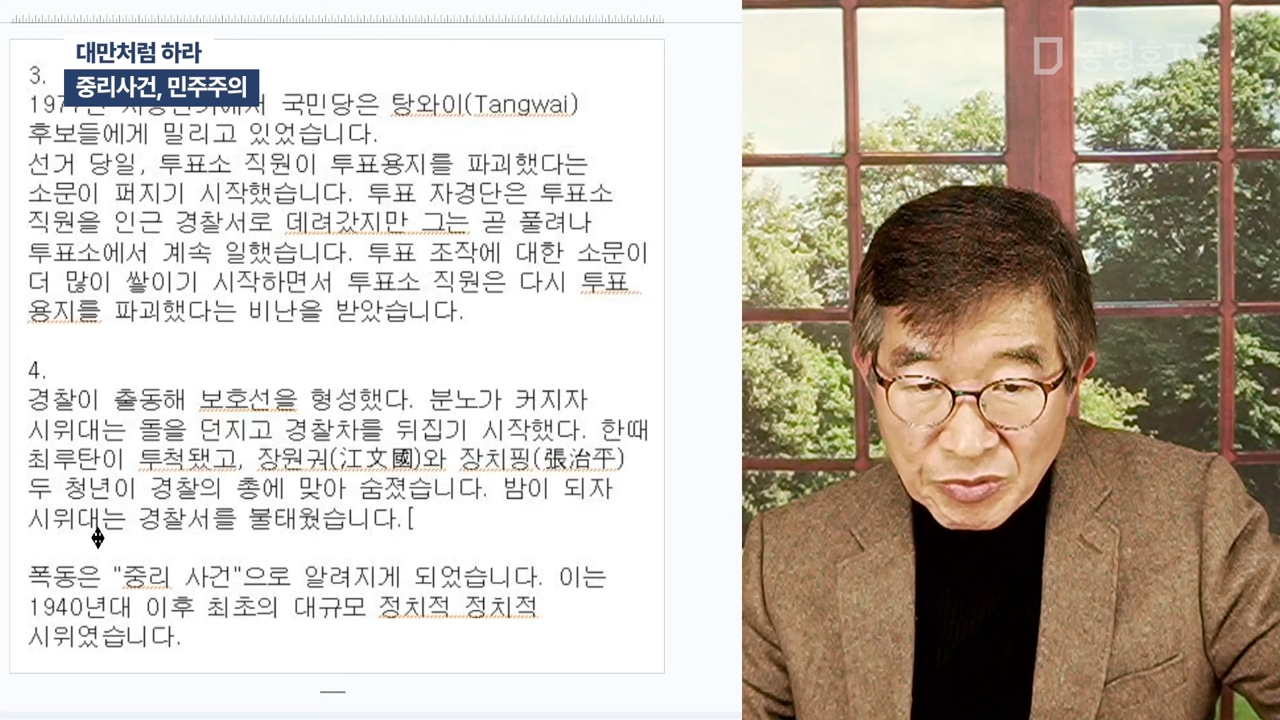 대만처럼 하라
중리사건, 민주주의
공병호TV
3.
국민당은 탕와이(Tangwai)
후보들에게 밀리고 있었습니다.
선거 당일, 투표소 직원이 투표용지를 파괴했다는
소문이 퍼지기 시작했습니다. 투표 자경단은 투표소
직원을 인근 경찰서로 데려갔지만 그는 곧 풀려나
투표소에서 계속 일했습니다. 투표 조작에 대한 소문이
더 많이 쌓이기 시작하면서 투표소 직원은 다시 투표
용지를 파괴했다는 비난을 받았습니다.
4.
경찰이 출동해 보호선을 형성했다. 분노가 커지자
시위대는 돌을 던지고 경찰차를 뒤집기 시작했다. 한때
최루탄이 투척됐고, 장원궈(江文國)와 장치핑(張治平)
두 청년이 경찰의 총에 맞아 숨졌습니다. 밤이 되자
시위대는 경찰서를 불태웠습니다.[
폭동은 "중리 사건"으로 알려지게 되었습니다. 이는
1940년대 이후 최초의 대규모 정치적 정치적
시위였습니다.